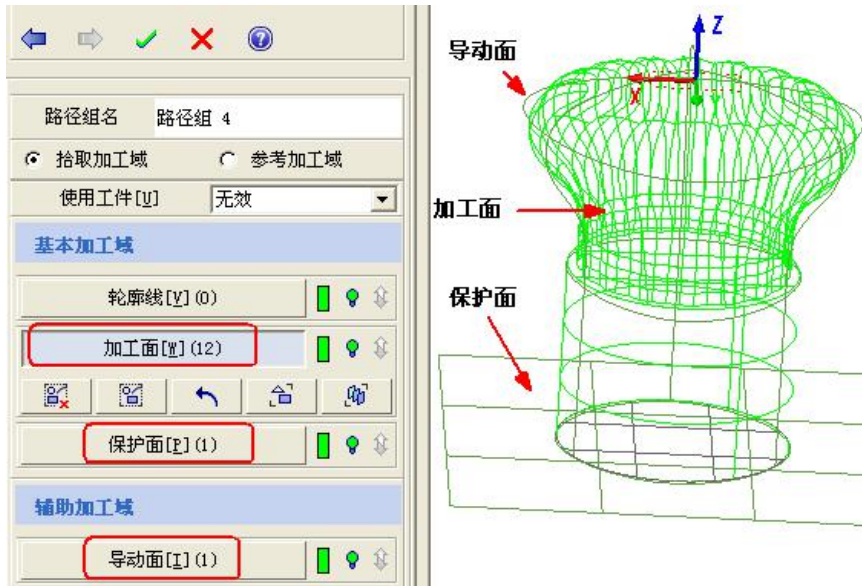 路径组名 路径组 4
拾取加工域 参考加工域
使用工件[U] 无效
基本加工域
轮廓线[V](0)
加工面[W](12)
保护面[P](1)
辅助加工域
导动面[I](1)
导动面
Z
X
加工面
保护面